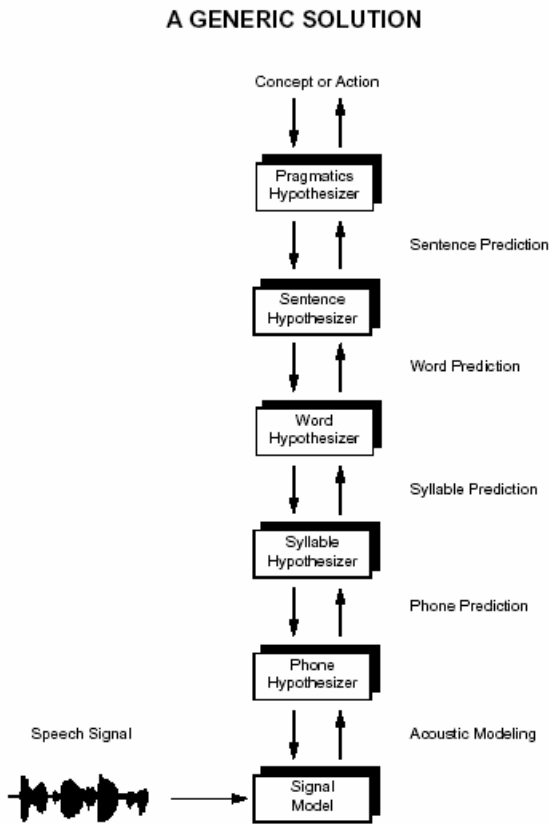 A GENERIC SOLUTION
Concept or Action
Pragmatics
Hypothesizer
Sentence Prediction
Sentence
Hypothesizer
Word Prediction
Word
Hypothesizer
Syllable Prediction
Syllable
Hypothesizer
Phone Prediction
Phone
Hypothesizer
Speech Signal
Acoustic Modeling
Signal
Model